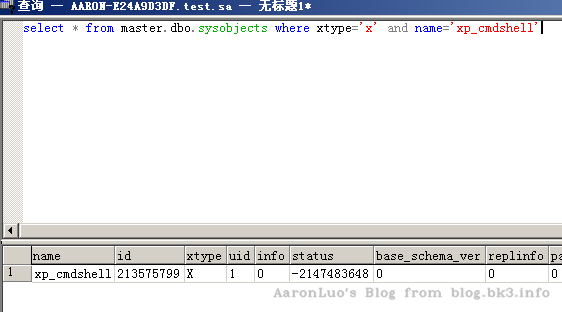 查询 — AARON-E24A9D3DF.test.sa — 无标题1*
select * from master.dbo.sysobjects where xtype='x' and name='xp_cmdshell'
name id xtype uid info status base_schema_ver replinfo pa
1 xp_cmdshell 213575799 X 1 0 -2147483648 0 0 0
AaronLuo's Blog from blog.bk3.info